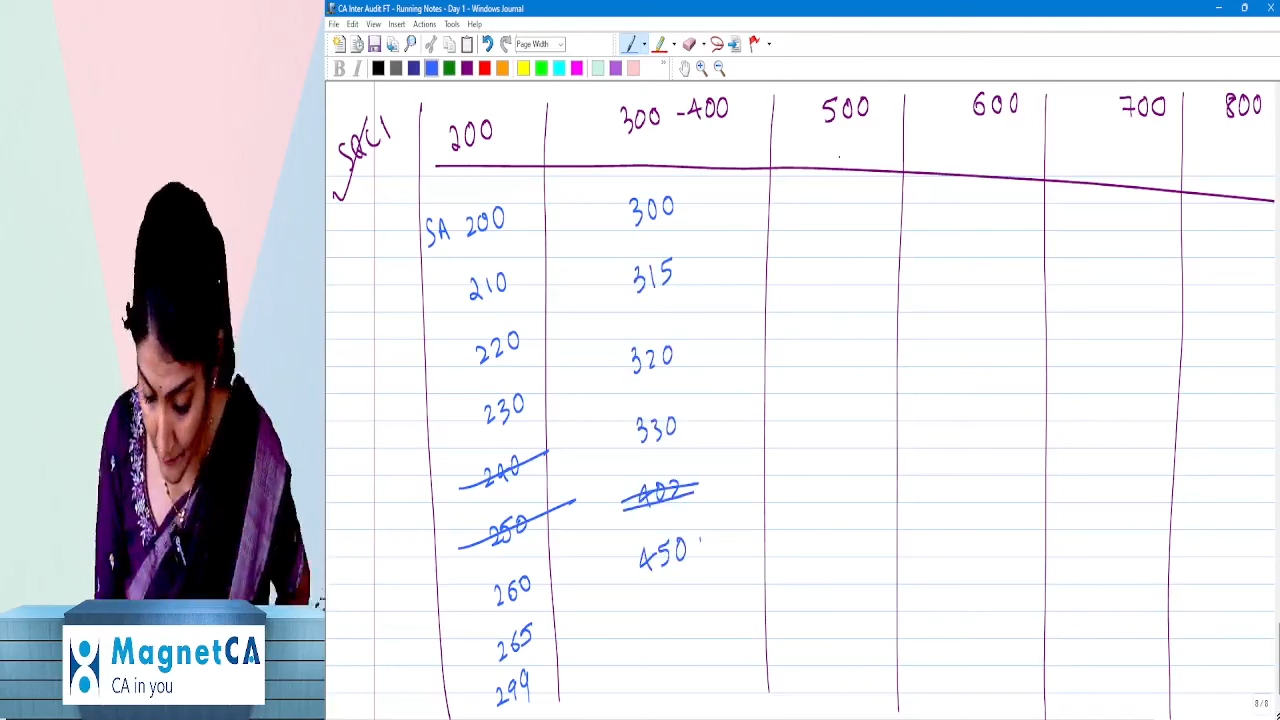 CA Inter Audit FT - Running Notes - Day 1 - Windows Journal
File Edit View Insert Actions Tools Help
Page Width
B I
200 300 -400 500 600 700 800
SA 200 300
210 315
220 320
230 330
240 402
250 450
260
265
299
MagnetCA
CA in you
8 / 8